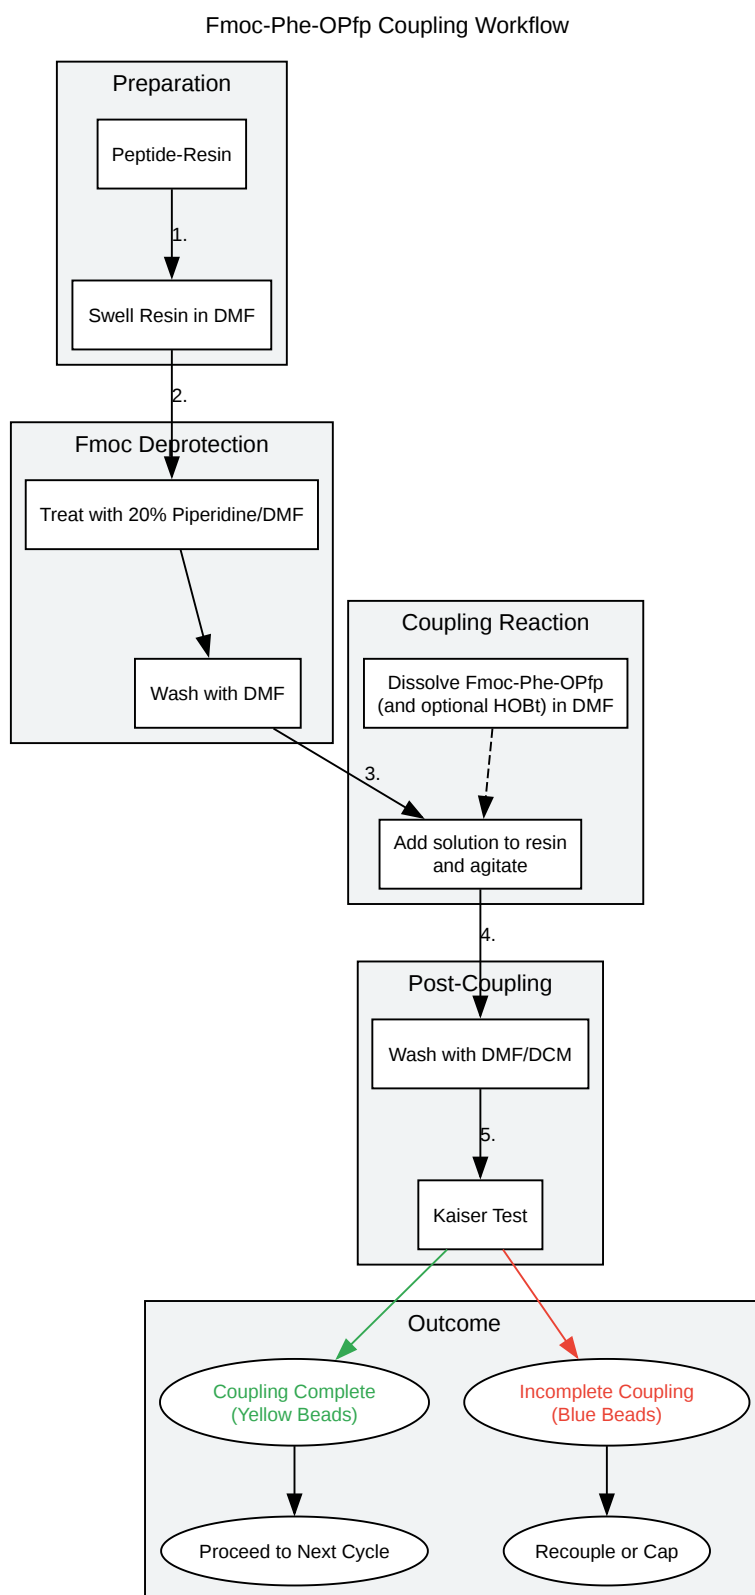 Fmoc-Phe-OPfp Coupling Workflow
Preparation
Peptide-Resin
1.
Swell Resin in DMF
2.
Fmoc Deprotection
Treat with 20% Piperidine/DMF
Wash with DMF
Coupling Reaction
Dissolve Fmoc-Phe-OPfp
(and optional HOBt) in DMF
3.
Add solution to resin
and agitate
4.
Post-Coupling
Wash with DMF/DCM
5.
Kaiser Test
Outcome
Coupling Complete
(Yellow Beads)
Incomplete Coupling
(Blue Beads)
Proceed to Next Cycle
Recouple or Cap